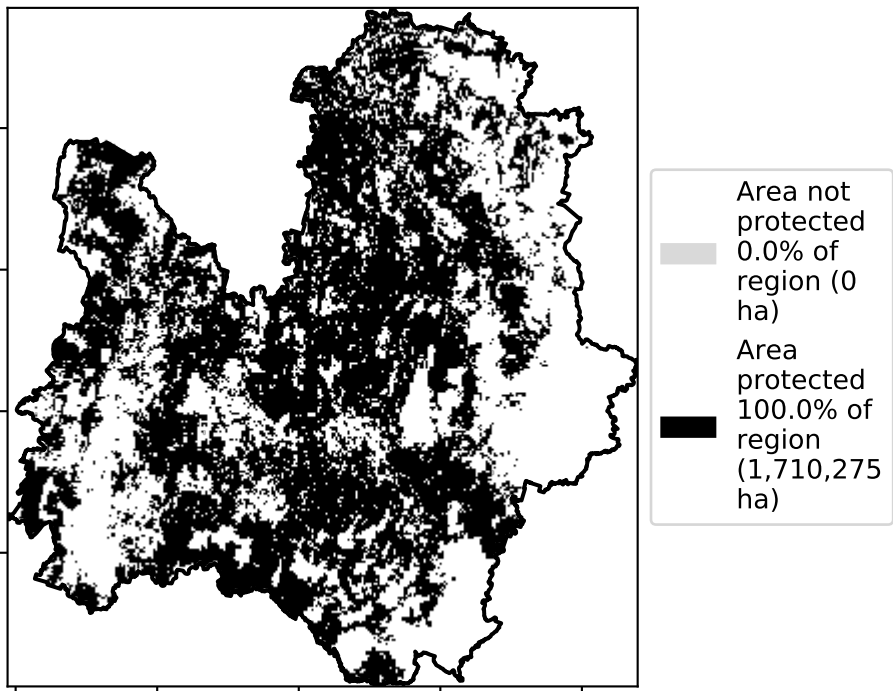 Area not
protected
0.0% of
region (0
ha)
Area
protected
100.0% of
region
(1,710,275
ha)